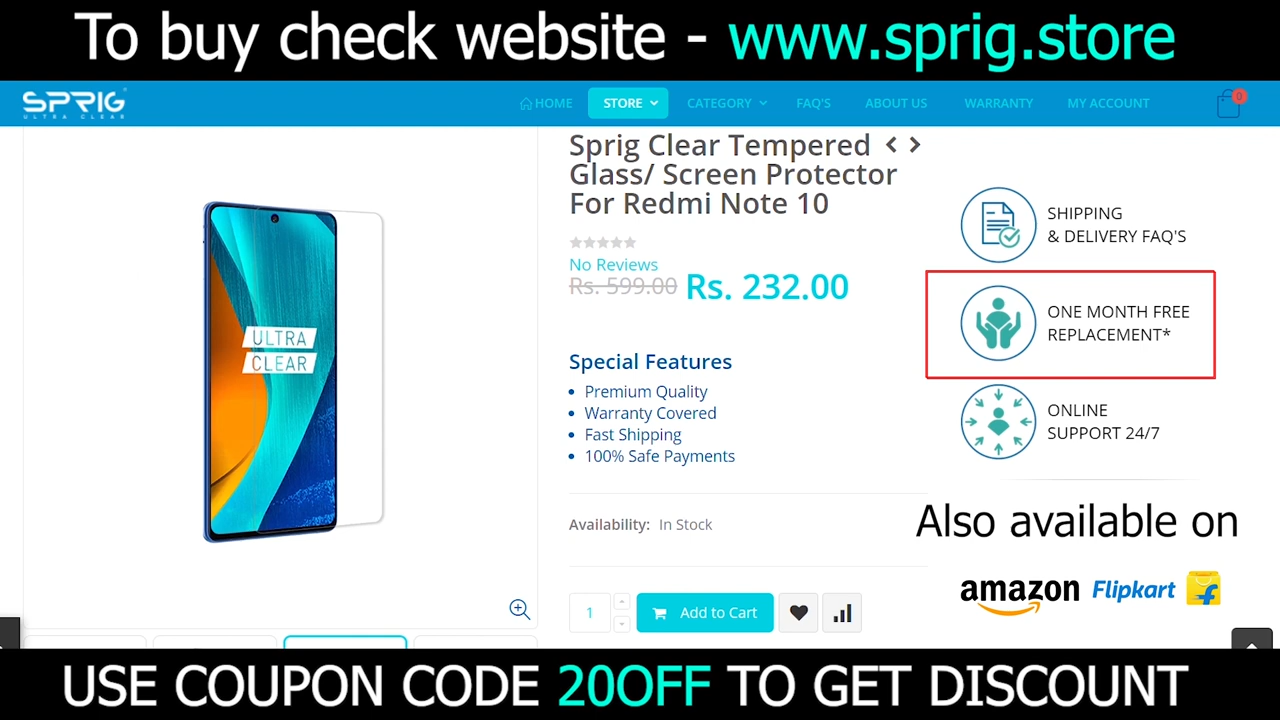 To buy check website - www.sprig.store
SPRIG
ULTRA CLEAR
HOME
STORE
CATEGORY
FAQ'S
ABOUT US
WARRANTY
MY ACCOUNT
0
Sprig Clear Tempered
Glass/ Screen Protector
For Redmi Note 10
No Reviews
Rs. 599.00 Rs. 232.00
Special Features
Premium Quality
Warranty Covered
Fast Shipping
100% Safe Payments
Availability: In Stock
1
Add to Cart
ULTRA
CLEAR
SHIPPING
& DELIVERY FAQ'S
ONE MONTH FREE
REPLACEMENT*
ONLINE
SUPPORT 24/7
Also available on
amazon Flipkart
USE COUPON CODE 20OFF TO GET DISCOUNT